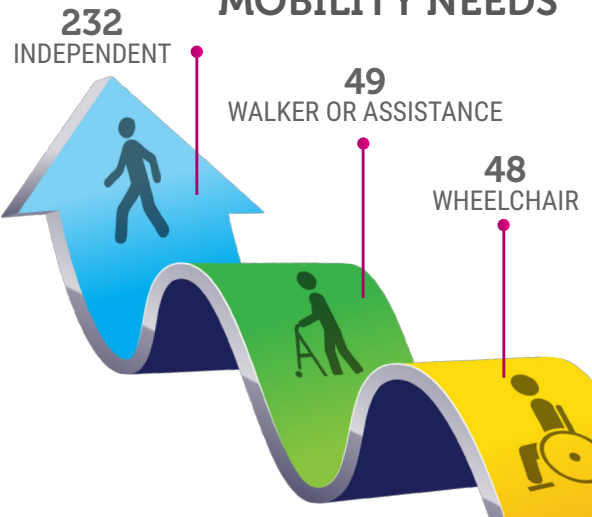 MOBILITY NEEDS
232
INDEPENDENT
49
WALKER OR ASSISTANCE
48
WHEELCHAIR